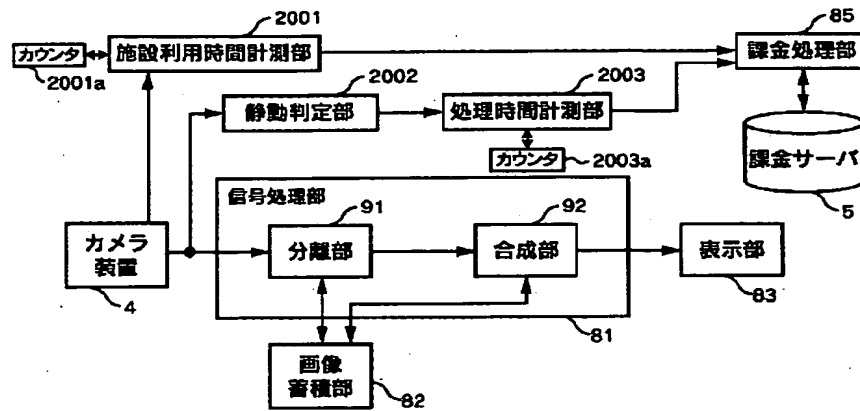 2001
85
カウンタ
施設利用時間計測部
課金処理部
2001a
2002
2003
静動判定部
処理時間計測部
カウンタ
2003a
課金サーバ
5
信号処理部
91
92
カメラ
装置
分離部
合成部
表示部
4
83
81
画像
蓄積部
82